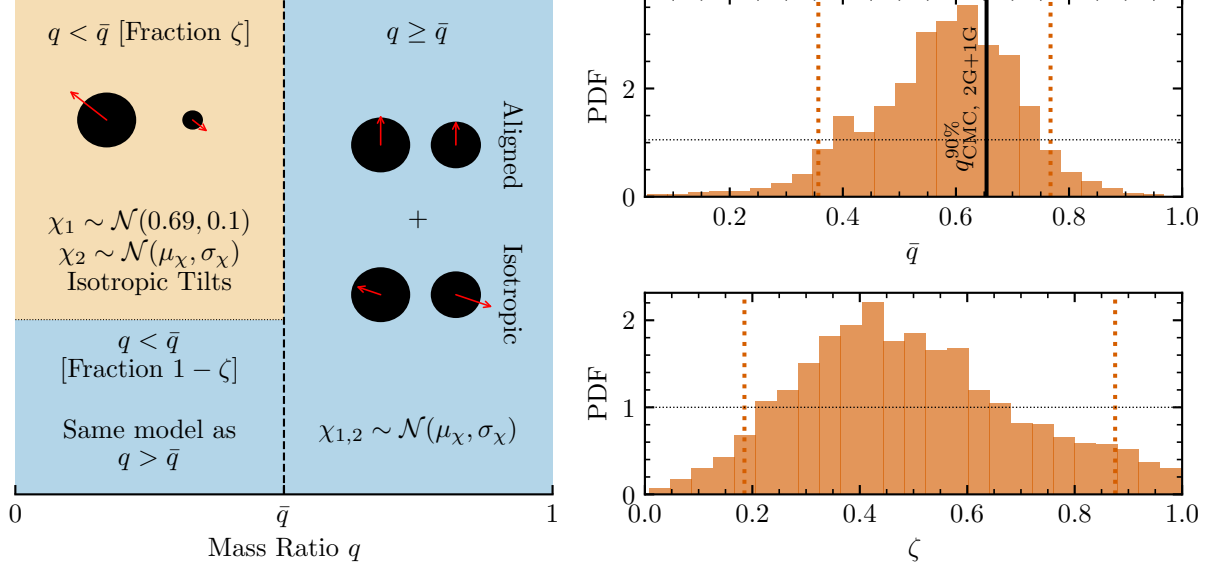 q < q̄ [Fraction ζ]
χ₁ ∼ 𝒩(0.69, 0.1)
χ₂ ∼ 𝒩(μ_χ, σ_χ)
Isotropic Tilts
q < q̄
[Fraction 1 − ζ]
Same model as
q > q̄
q ≥ q̄
Aligned
+
Isotropic
χ₁,₂ ∼ 𝒩(μ_χ, σ_χ)
0
q̄
1
Mass Ratio q
PDF
2
0
q^90%_CMC, 2G+1G
0.2
0.4
0.6
0.8
1.0
q̄
PDF
2
1
0
0.0
0.2
0.4
0.6
0.8
1.0
ζ